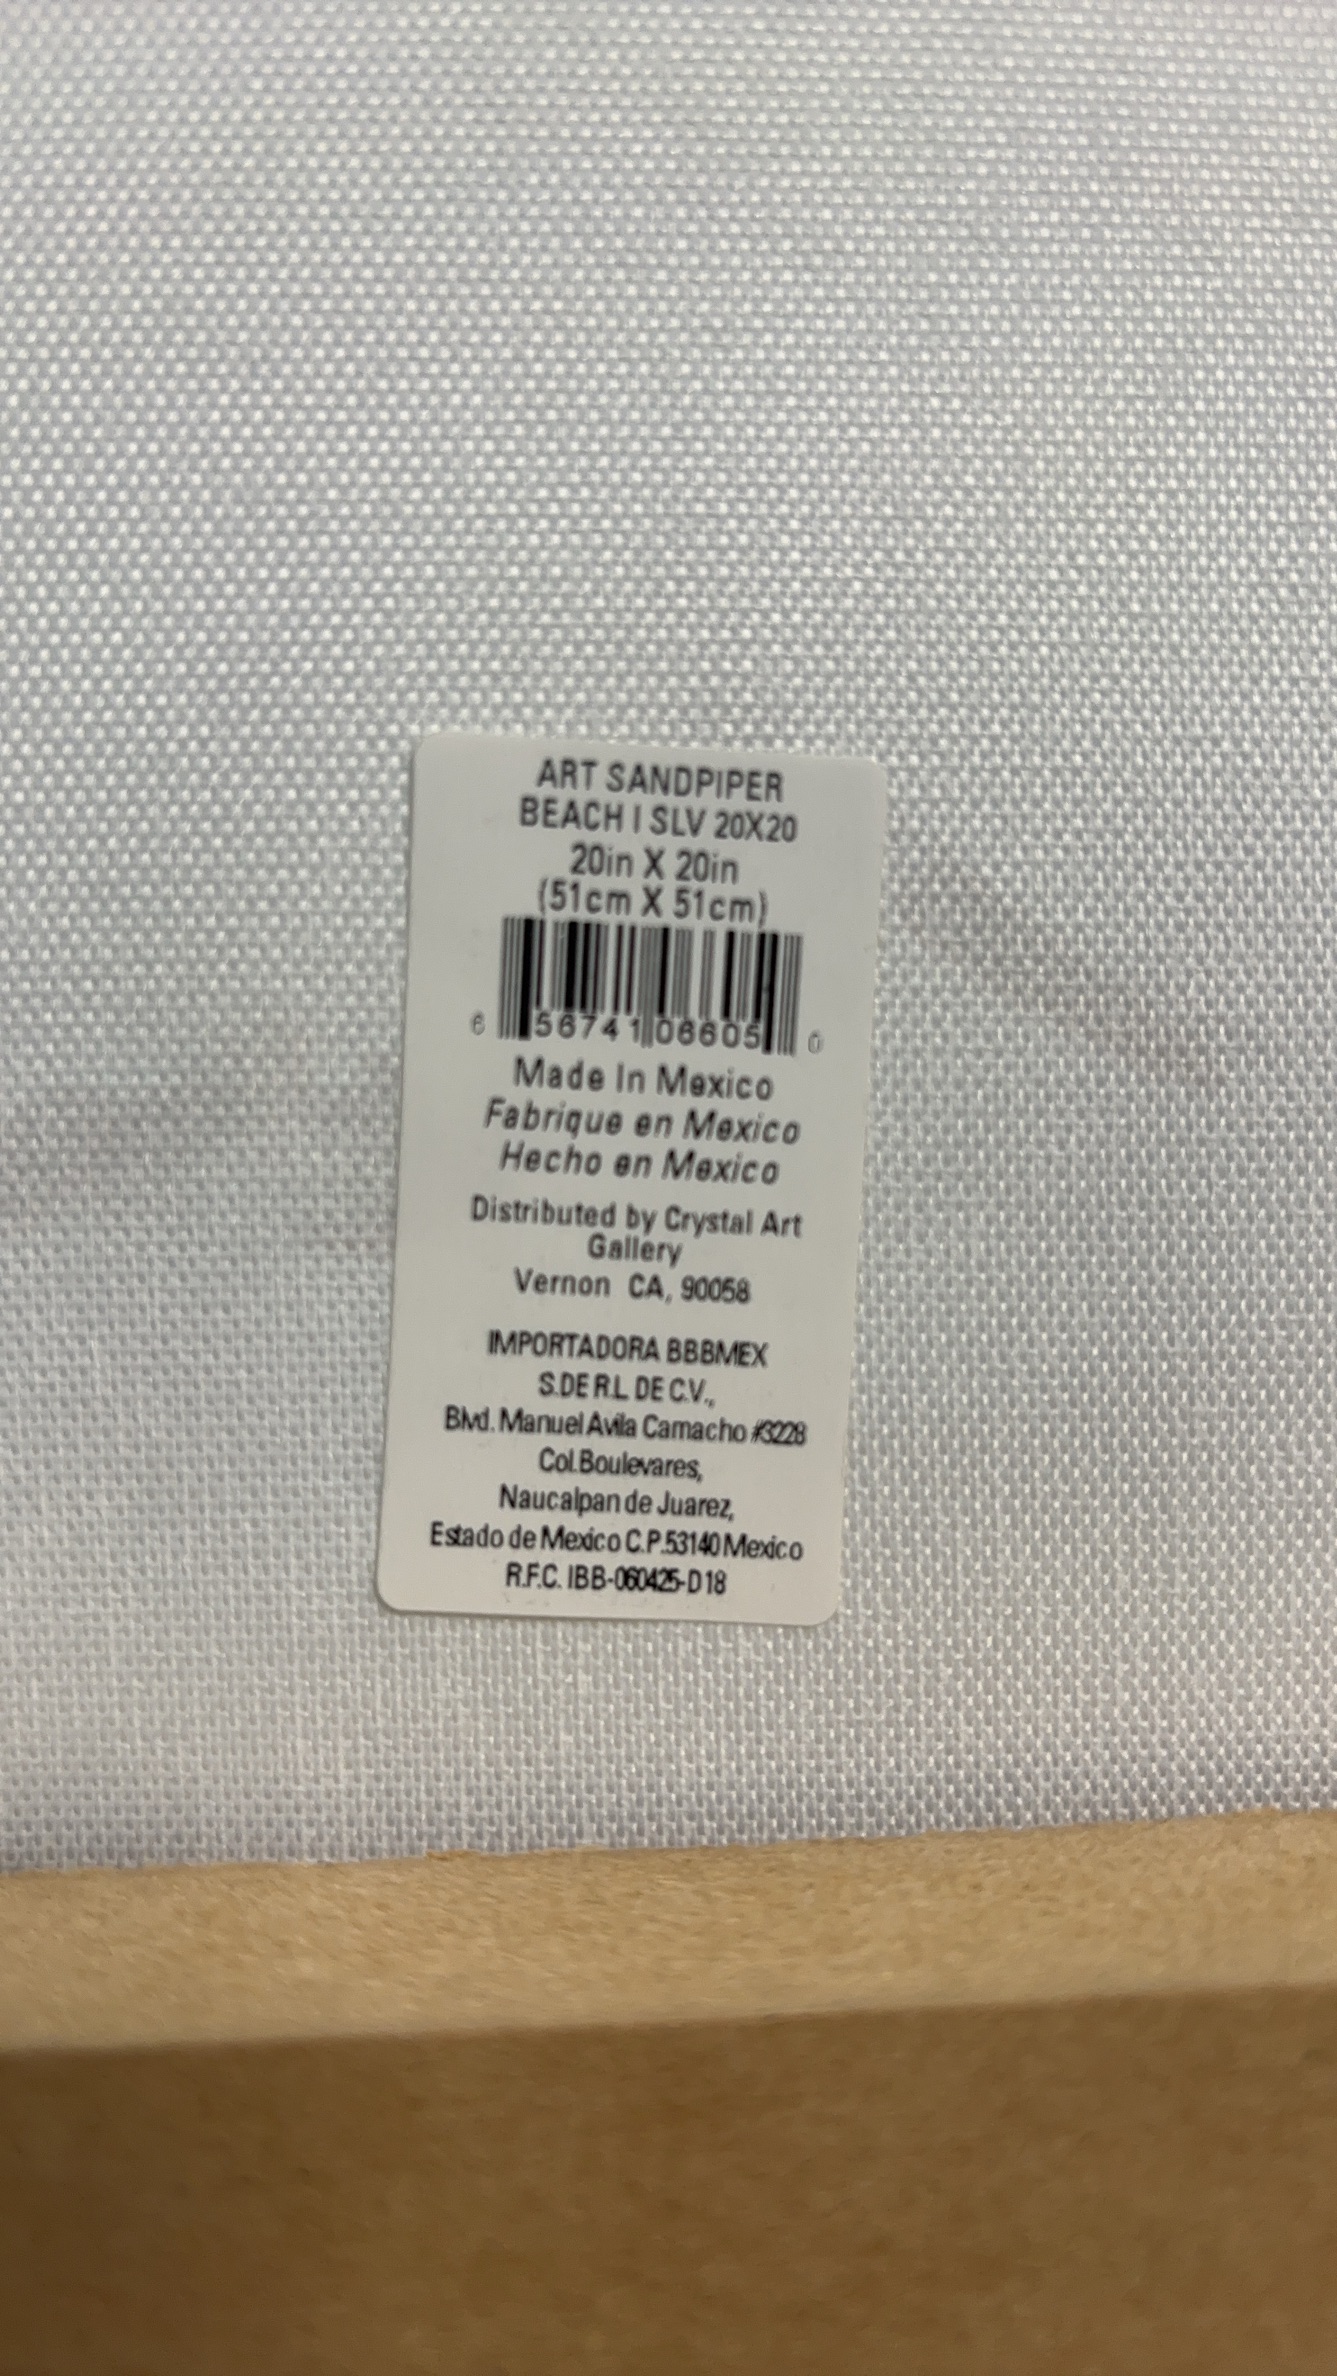 ART SANDPIPER
BEACH I SLV 20X20
20in X 20in
(51cm X 51cm)
6 56741 06605 0
Made In Mexico
Fabrique en Mexico
Hecho en Mexico
Distributed by Crystal Art
Gallery
Vernon CA, 90058
IMPORTADORA BBBMEX
S.DE R.L. DE C.V.,
Blvd. Manuel Avila Camacho #3228
Col.Boulevares,
Naucalpan de Juarez,
Estado de Mexico C.P.53140 Mexico
R.F.C. IBB-060425-D18